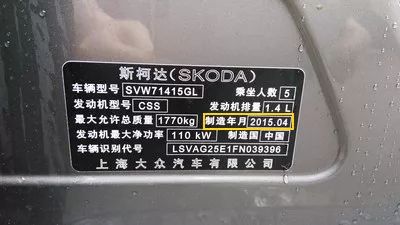 斯柯达(SKODA)
车辆型号 SVW71415GL 乘坐人数 5
发动机型号 CSS 发动机排量 1.4 L
最大允许总质量 1770kg 制造年月 2015.04
发动机最大净功率 110 kW 制造国 中国
车辆识别代号 LSVAG25E1FN039396
上海大众汽车有限公司